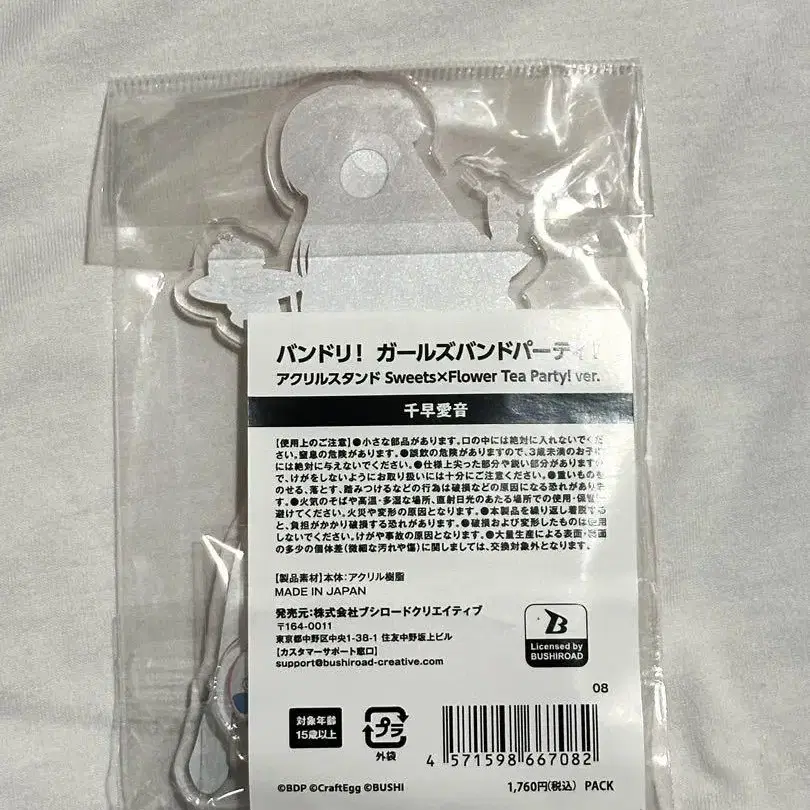 バンドリ! ガールズバンドパーティ!
アクリルスタンド Sweets×Flower Tea Party! ver.
千早愛音
【使用上のご注意】●小さな部品があります。口の中には絶対に入れないでくだ
さい。窒息の危険があります。●誤飲の危険がありますので、3歳未満のお子様
には絶対に与えないでください。●仕様上尖った部分や鋭い部分がありますの
で、けがをしないようにお取り扱いには十分にご注意ください。●重いものを
のせる、落とす、踏みつけるなどの行為は破損などの原因になる恐れがありま
す。●火気のそばや高温・多湿な場所、直射日光のあたる場所での使用・保管は
避けてください。火災や変形の原因となります。●本製品を繰り返し着脱する
と、負担がかかり破損する恐れがあります。●破損および変形したものは使用
しないでください。けがや事故の原因となります。●大量生産による表面・断面
の多少の個体差(微細な汚れや傷)に関しましては、交換対象外となります。
【製品素材】本体:アクリル樹脂
MADE IN JAPAN
発売元:株式会社ブシロードクリエイティブ
〒164-0011
東京都中野区中央1-38-1 住友中野坂上ビル
【カスタマーサポート窓口】
support@bushiroad-creative.com
B
Licensed by
BUSHIROAD
08
対象年齢
15歳以上
プラ
外袋
4 571598 667082
©BDP ©CraftEgg ©BUSHI
1,760円(税込) PACK